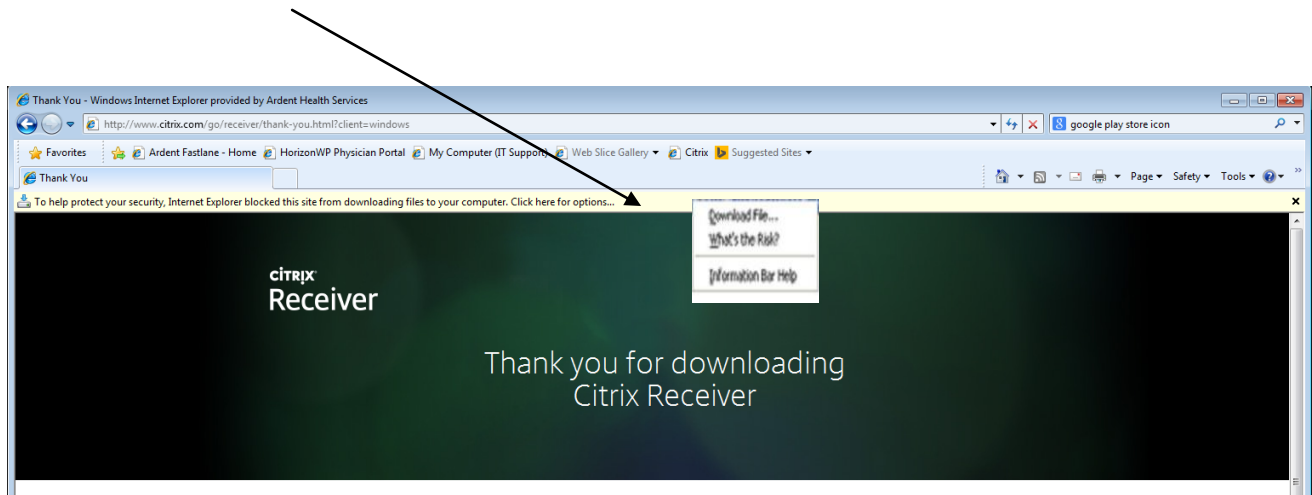 Thank You - Windows Internet Explorer provided by Ardent Health Services
http://www.citrix.com/go/receiver/thank-you.html?client=windows
google play store icon
Favorites Ardent Fastlane - Home HorizonWP Physician Portal My Computer (IT Support) Web Slice Gallery Citrix Suggested Sites
Thank You
Page Safety Tools
To help protect your security, Internet Explorer blocked this site from downloading files to your computer. Click here for options...
Download File...
What's the Risk?
Information Bar Help
CITRIX
Receiver
Thank you for downloading
Citrix Receiver